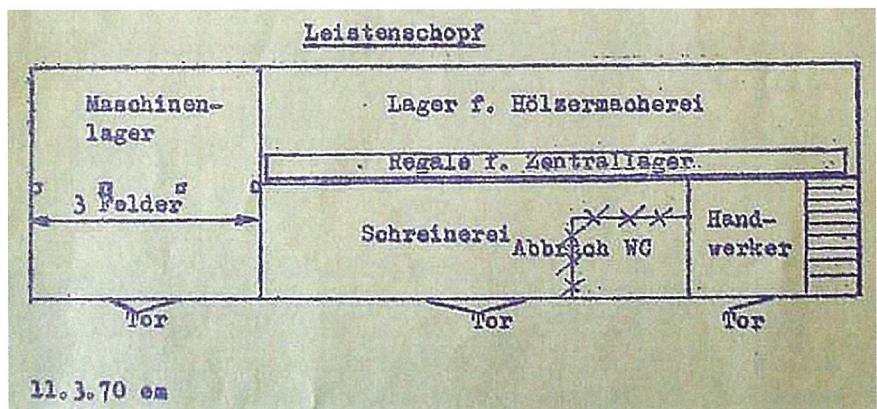 Leistenschopf
Maschinen-
lager
Lager f. Hölzermacherei
Regale f. Zentrallager
3 Felder
Schreinerei
Abbruch WC
Hand-
werker
Tor
Tor
Tor
11.3.70 em